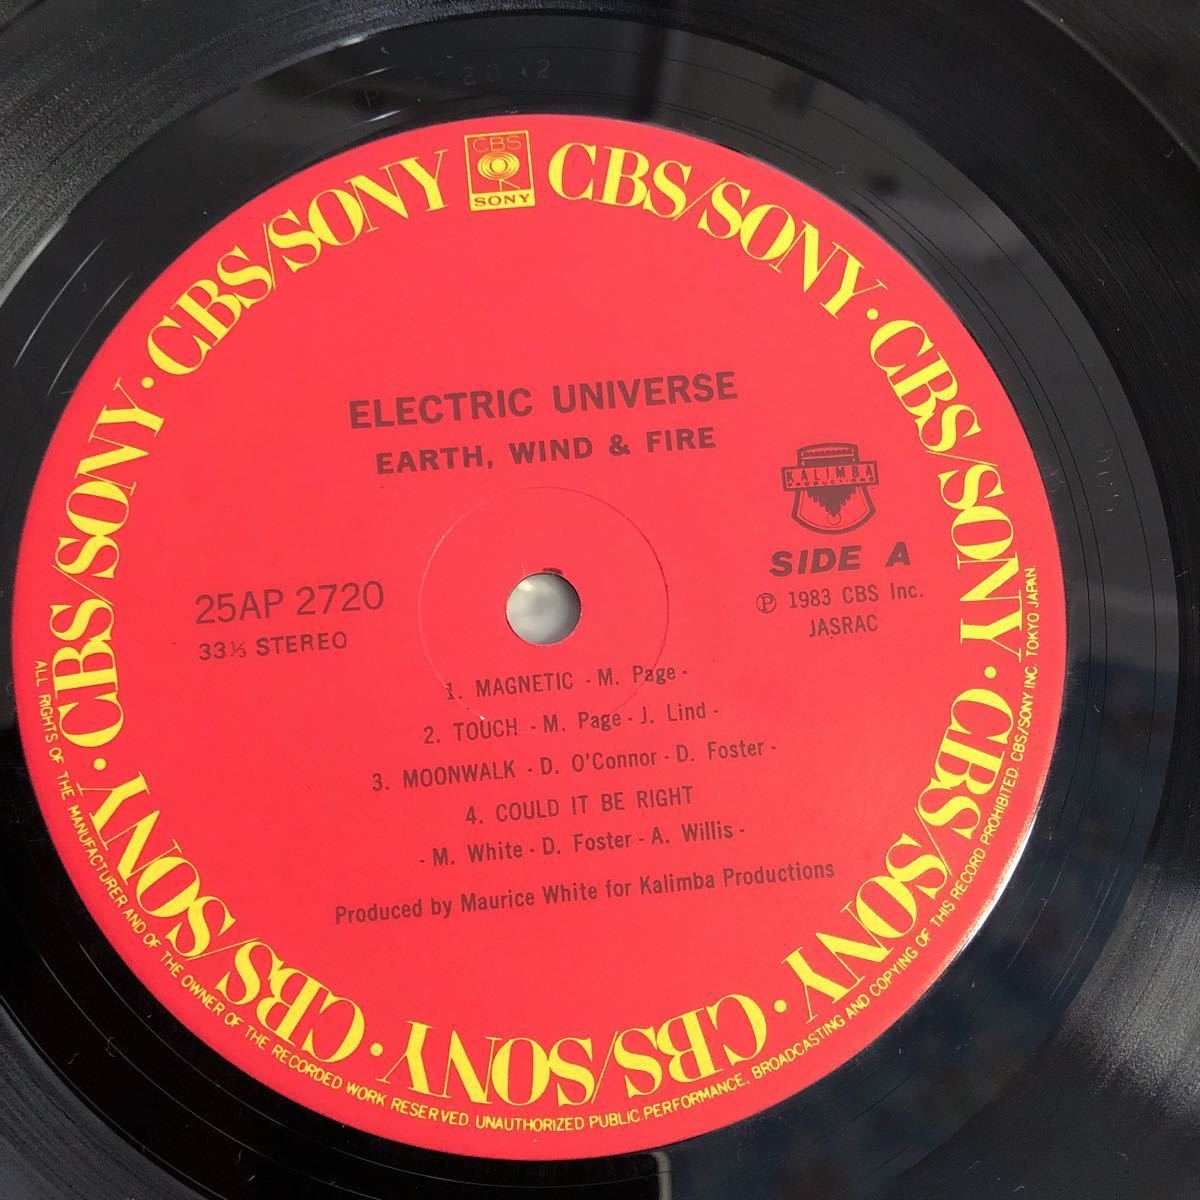 CBS
SONY
CBS/SONY · CBS/SONY · CBS/SONY · CBS/SONY · CBS/SONY · CBS/SONY · CBS/SONY · CBS/SONY · CBS/SONY
ELECTRIC UNIVERSE
EARTH, WIND & FIRE
KALIMBA
PRODUCTIONS
SIDE A
25AP 2720
33⅓ STEREO
Ⓟ 1983 CBS Inc.
JASRAC
1. MAGNETIC - M. Page -
2. TOUCH - M. Page - J. Lind -
3. MOONWALK - D. O'Connor - D. Foster -
4. COULD IT BE RIGHT
- M. White - D. Foster - A. Willis -
Produced by Maurice White for Kalimba Productions
ALL RIGHTS OF THE MANUFACTURER AND OF THE OWNER OF THE RECORDED WORK RESERVED. UNAUTHORIZED PUBLIC PERFORMANCE, BROADCASTING AND COPYING OF THIS RECORD PROHIBITED. CBS/SONY INC. TOKYO JAPAN.